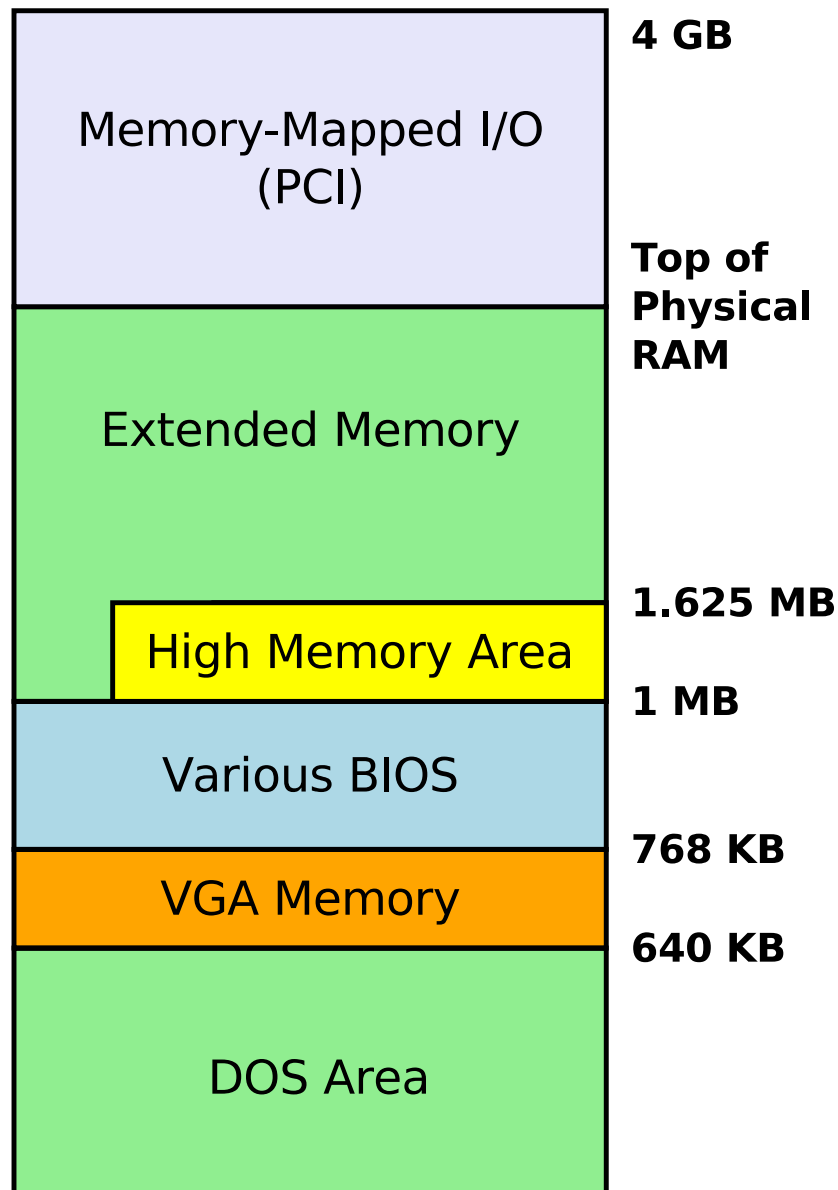 4 GB
Memory-Mapped I/O
(PCI)
Top of
Physical
RAM
Extended Memory
1.625 MB
High Memory Area
1 MB
Various BIOS
768 KB
VGA Memory
640 KB
DOS Area